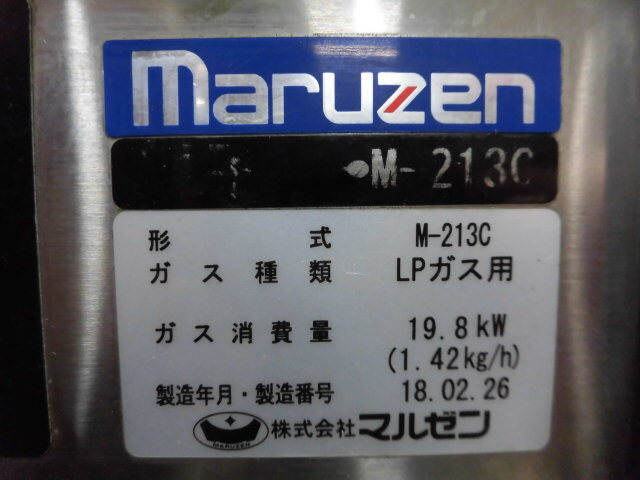 maruzen
M-213C
形式 M-213C
ガス種類 LPガス用
ガス消費量 19.8kW
(1.42kg/h)
製造年月・製造番号 18.02.26
MARUZEN 株式会社マルゼン